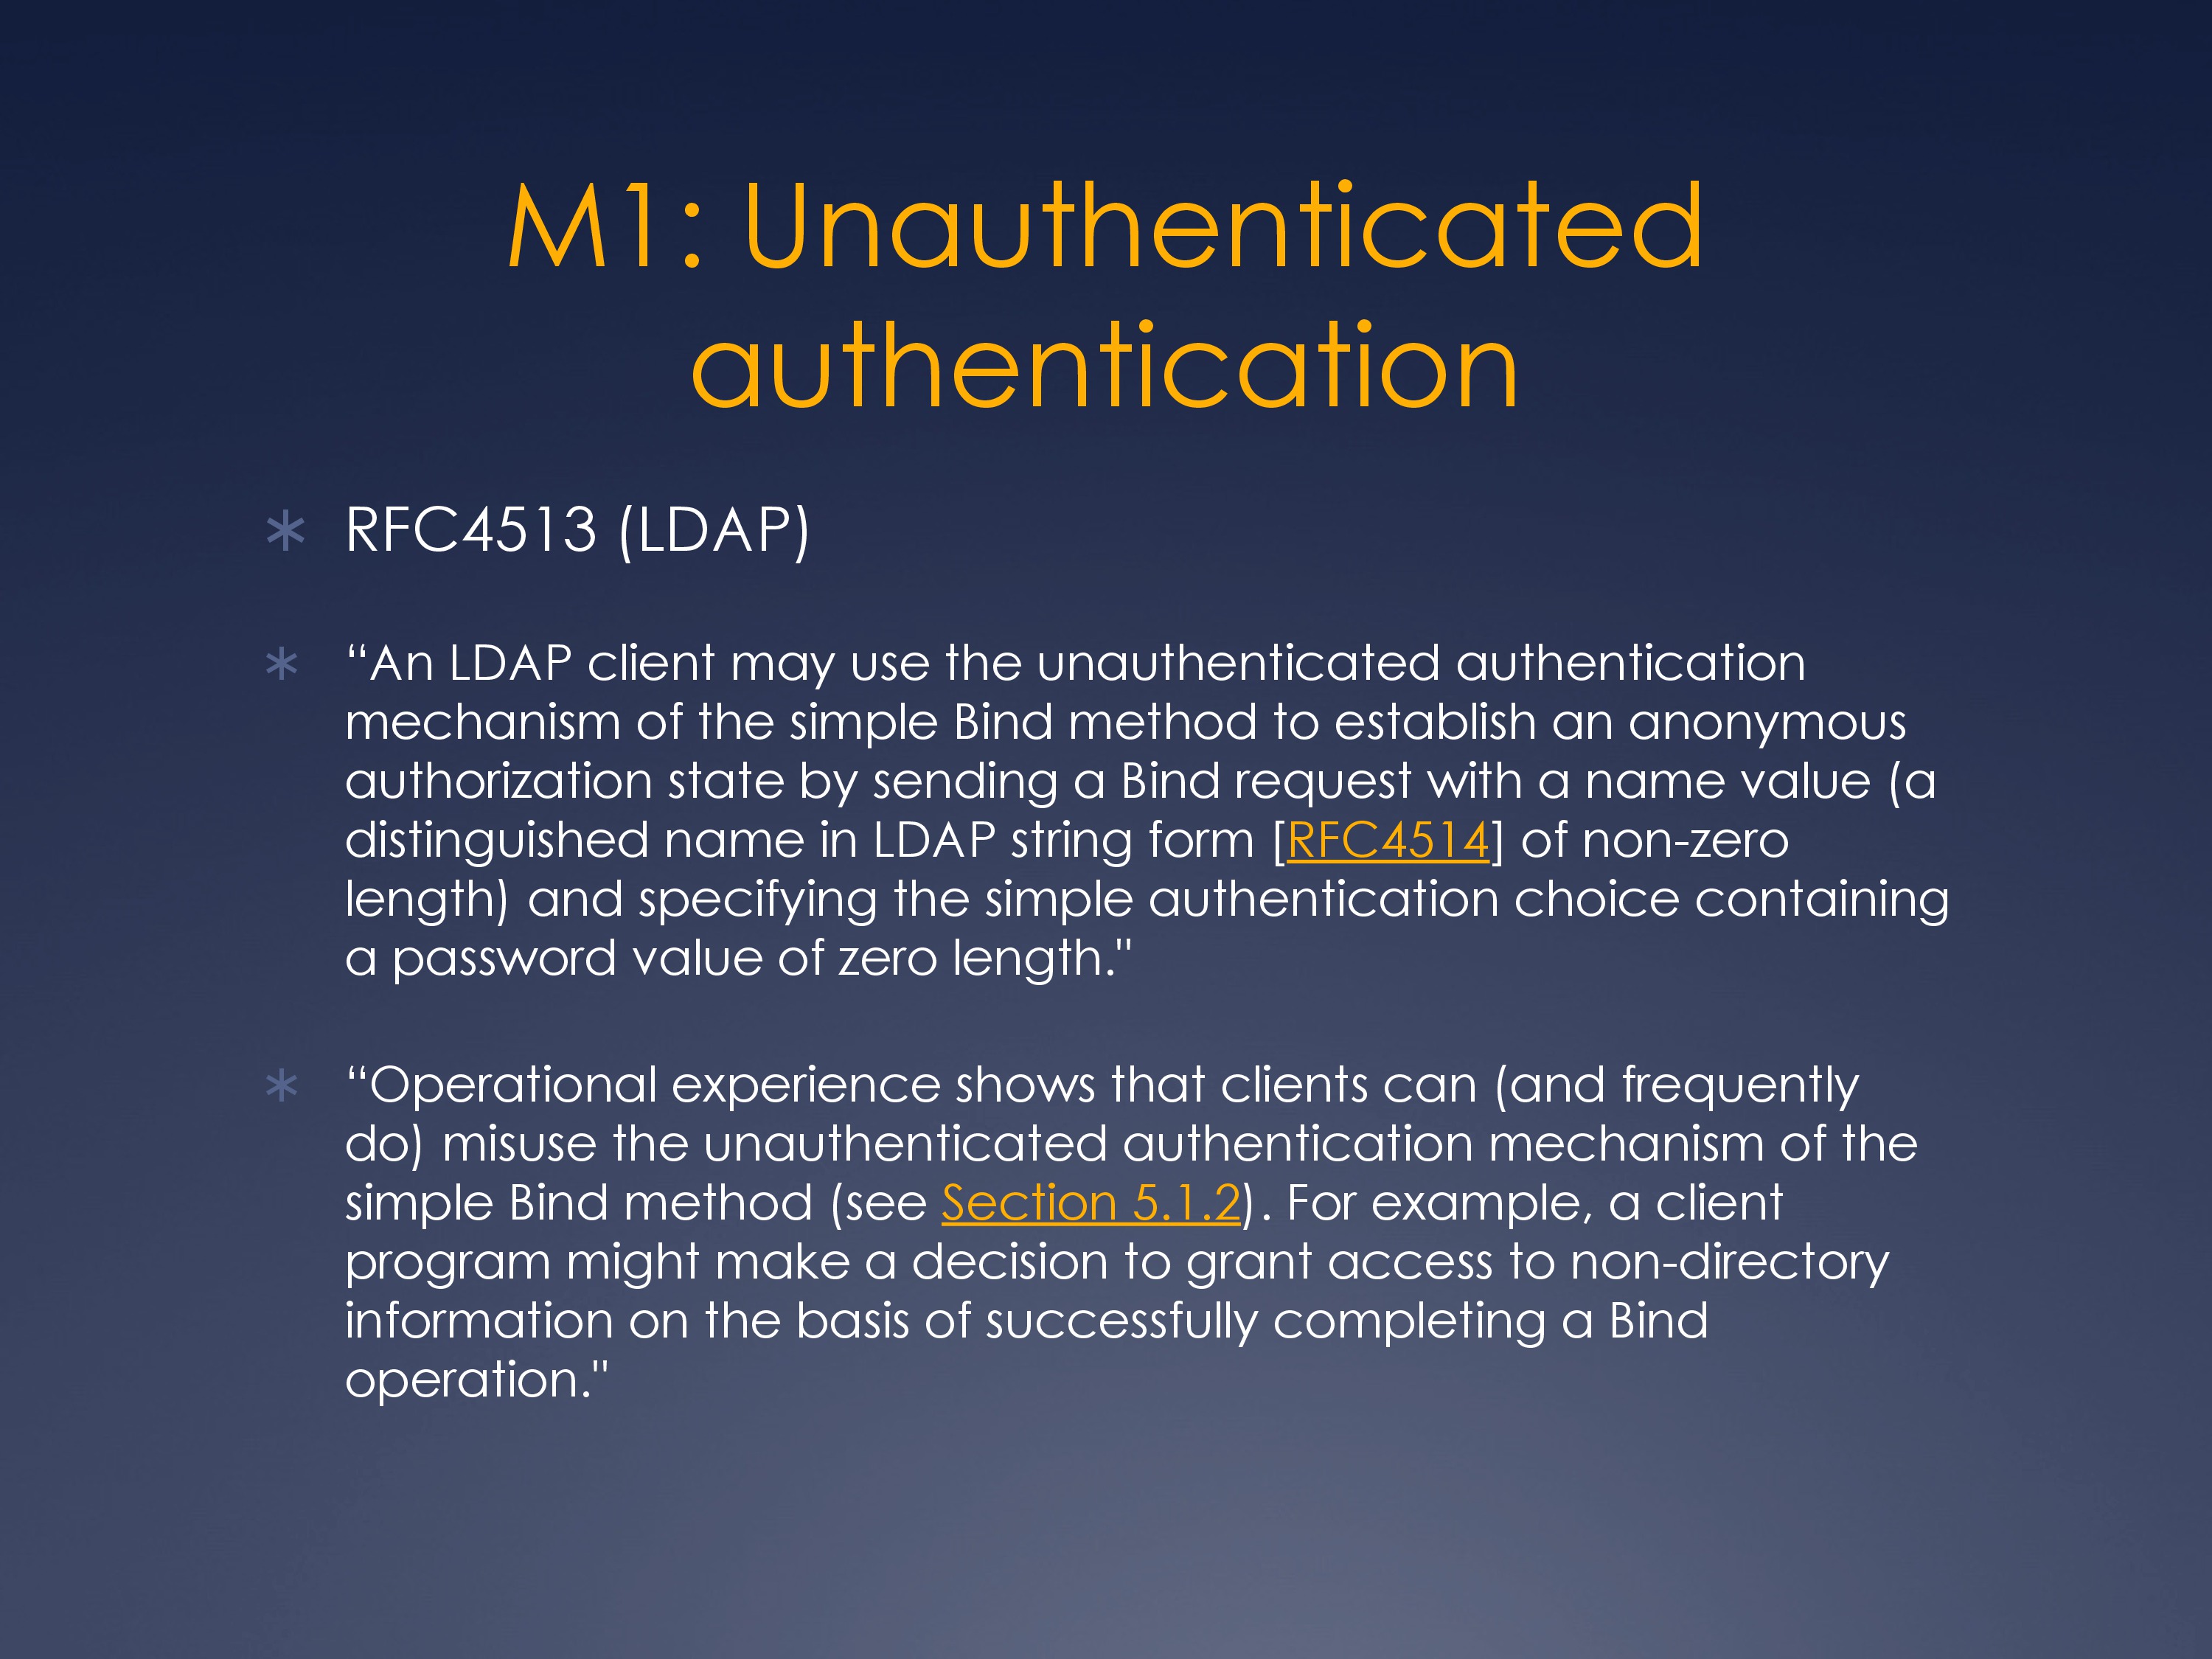 M1: Unauthenticated
authentication
* RFC4513 (LDAP)
* “An LDAP client may use the unauthenticated authentication
mechanism of the simple Bind method to establish an anonymous
authorization state by sending a Bind request with a name value (a
distinguished name in LDAP string form [RFC4514] of non-zero
length) and specifying the simple authentication choice containing
a password value of zero length."
* “Operational experience shows that clients can (and frequently
do) misuse the unauthenticated authentication mechanism of the
simple Bind method (see Section 5.1.2). For example, a client
program might make a decision to grant access to non-directory
information on the basis of successfully completing a Bind
operation."